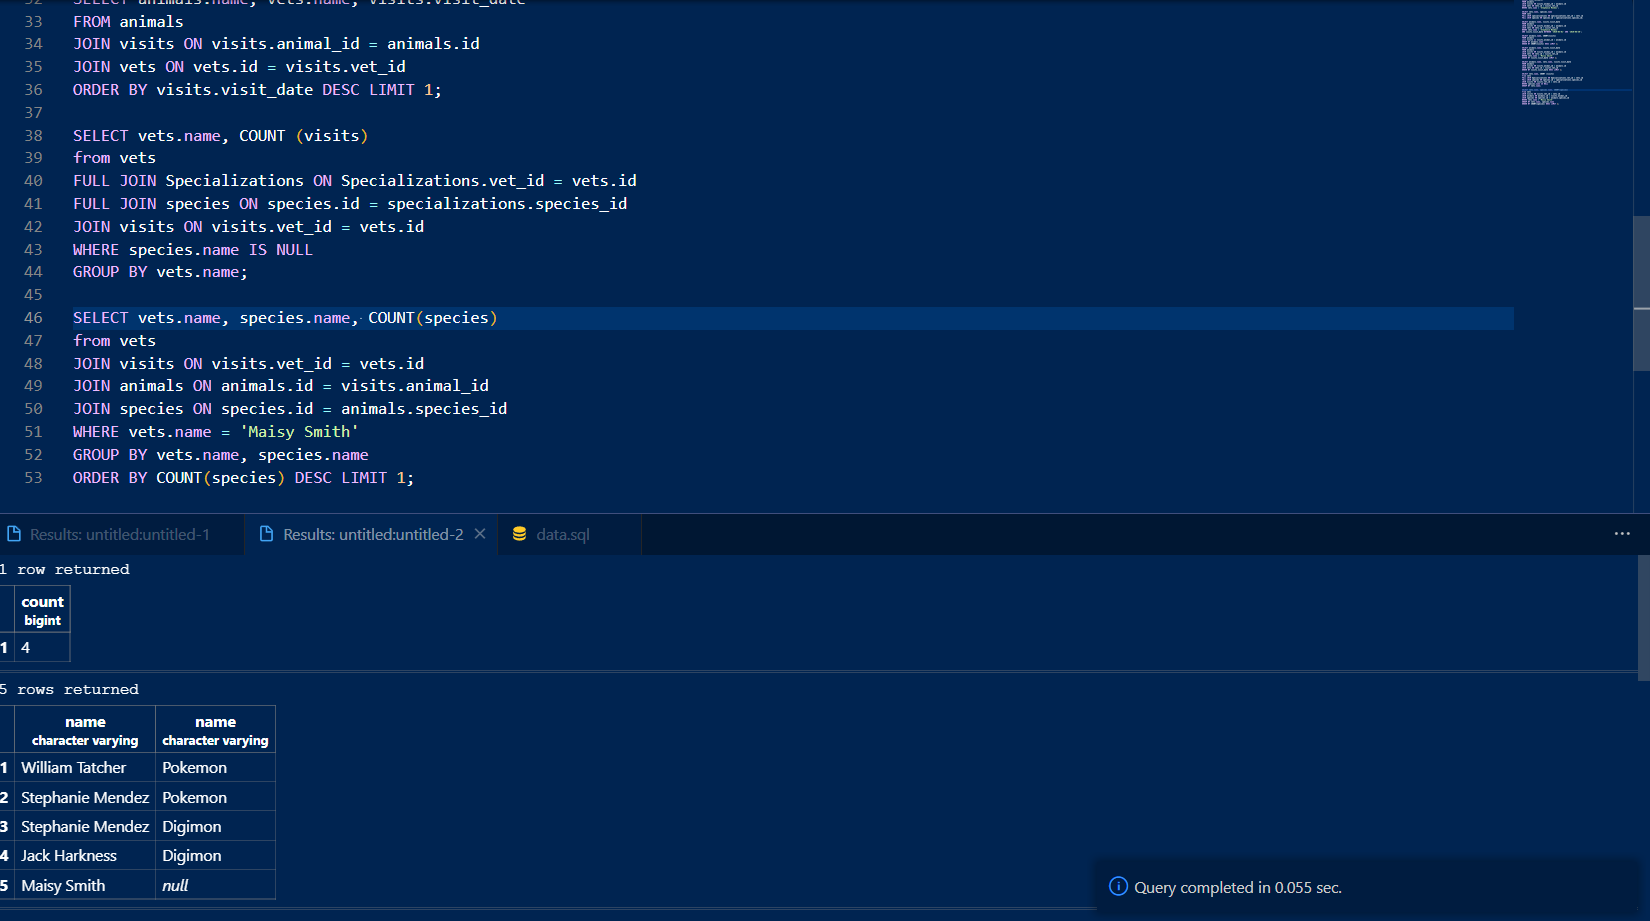 32 SELECT animals.name, vets.name, visits.visit_date
33 FROM animals
34 JOIN visits ON visits.animal_id = animals.id
35 JOIN vets ON vets.id = visits.vet_id
36 ORDER BY visits.visit_date DESC LIMIT 1;
37
38 SELECT vets.name, COUNT (visits)
39 from vets
40 FULL JOIN Specializations ON Specializations.vet_id = vets.id
41 FULL JOIN species ON species.id = specializations.species_id
42 JOIN visits ON visits.vet_id = vets.id
43 WHERE species.name IS NULL
44 GROUP BY vets.name;
45
46 SELECT vets.name, species.name, COUNT(species)
47 from vets
48 JOIN visits ON visits.vet_id = vets.id
49 JOIN animals ON animals.id = visits.animal_id
50 JOIN species ON species.id = animals.species_id
51 WHERE vets.name = 'Maisy Smith'
52 GROUP BY vets.name, species.name
53 ORDER BY COUNT(species) DESC LIMIT 1;
Results: untitled:untitled-1 Results: untitled:untitled-2 data.sql
1 row returned
count
bigint
1 4
5 rows returned
name name
character varying character varying
1 William Tatcher Pokemon
2 Stephanie Mendez Pokemon
3 Stephanie Mendez Digimon
4 Jack Harkness Digimon
5 Maisy Smith null
Query completed in 0.055 sec.